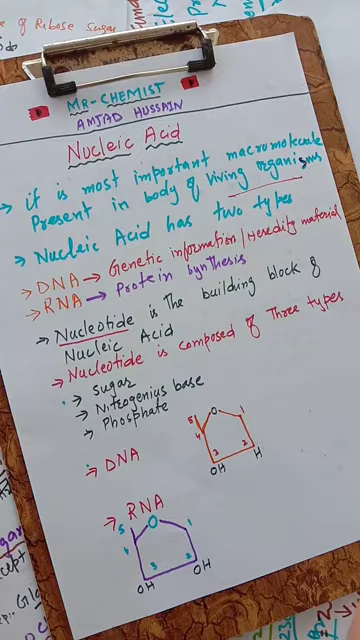 of Ribose Sugar
MR-CHEMIST
AMJAD HUSSAIN
Nucleic Acid
→ it is most important macromolecule
Present in body of living organisms
→ Nucleic Acid has two types
→ DNA → Genetic information / Heredity material
→ RNA → Protein synthesis
→ Nucleotide is the building block of
Nucleic Acid
→ Nucleotide is composed of Three types
→ Sugar
→ Nitrogenius base
→ Phosphate
→ DNA
5 O 1
4
3 2
OH H
→ RNA
5 O 1
4
3 2
OH OH